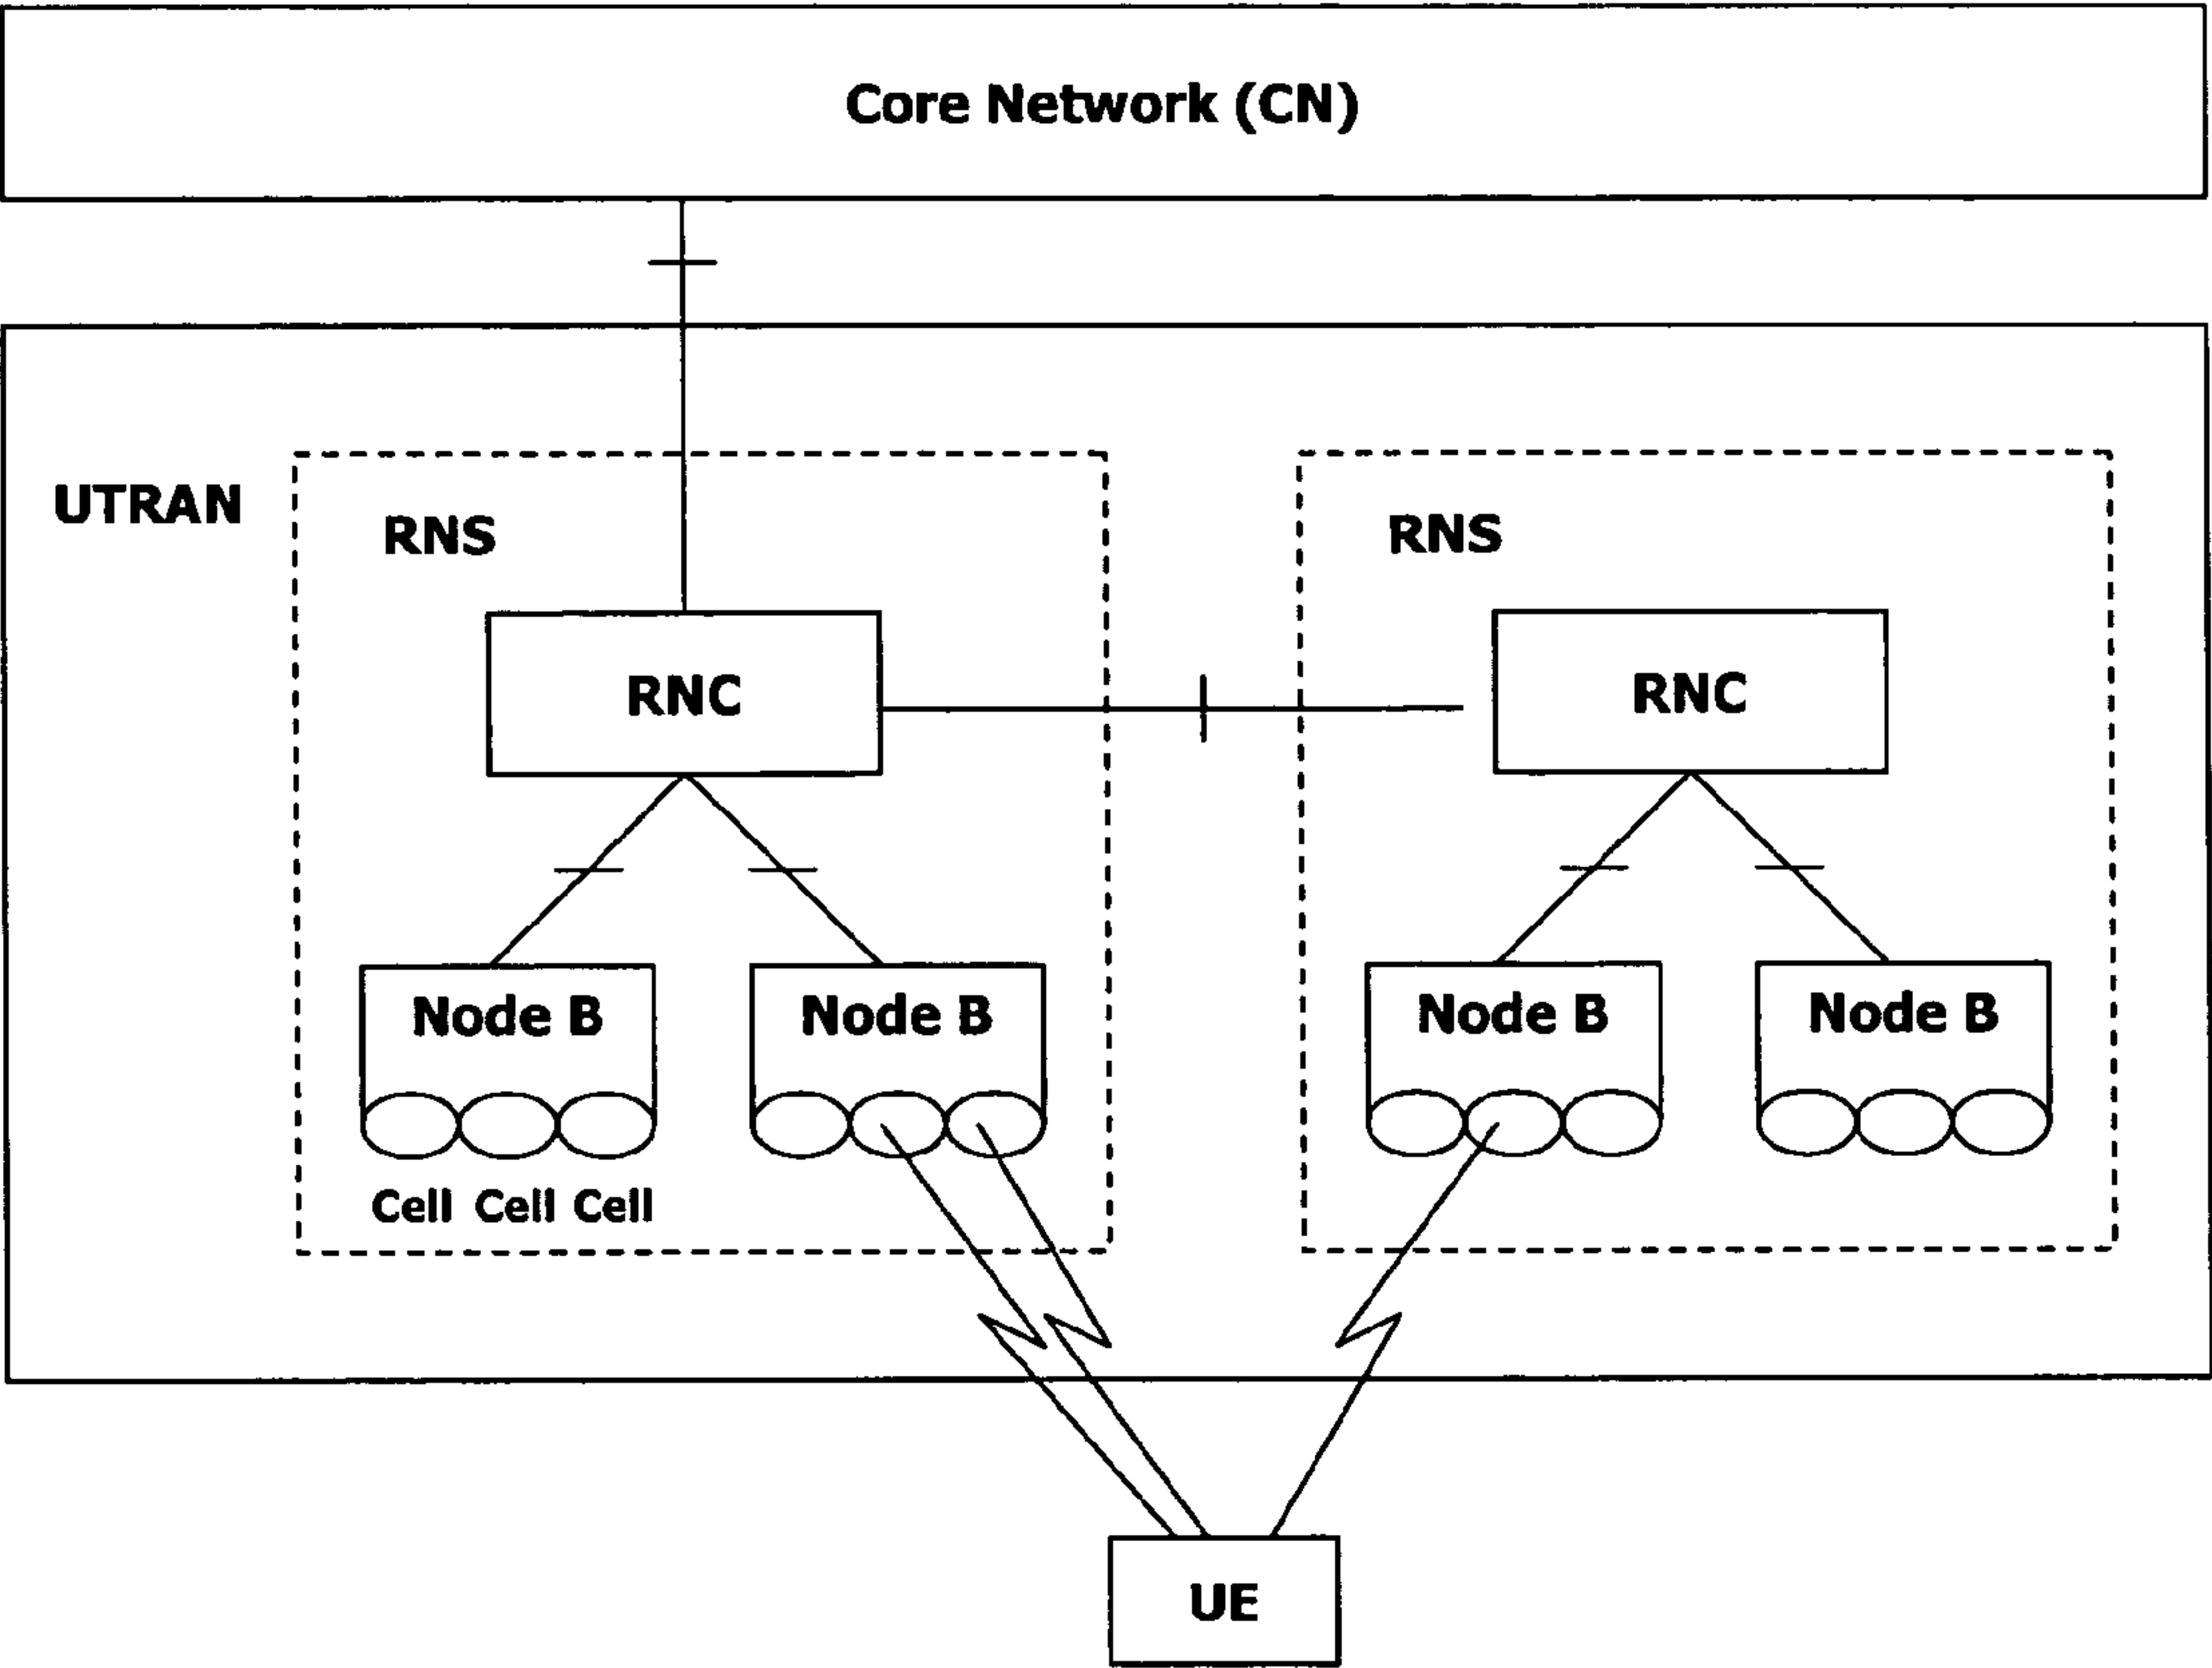 Core Network (CN)
UTRAN
RNS
RNS
RNC
RNC
Node B
Node B
Node B
Node B
Cell Cell Cell
UE